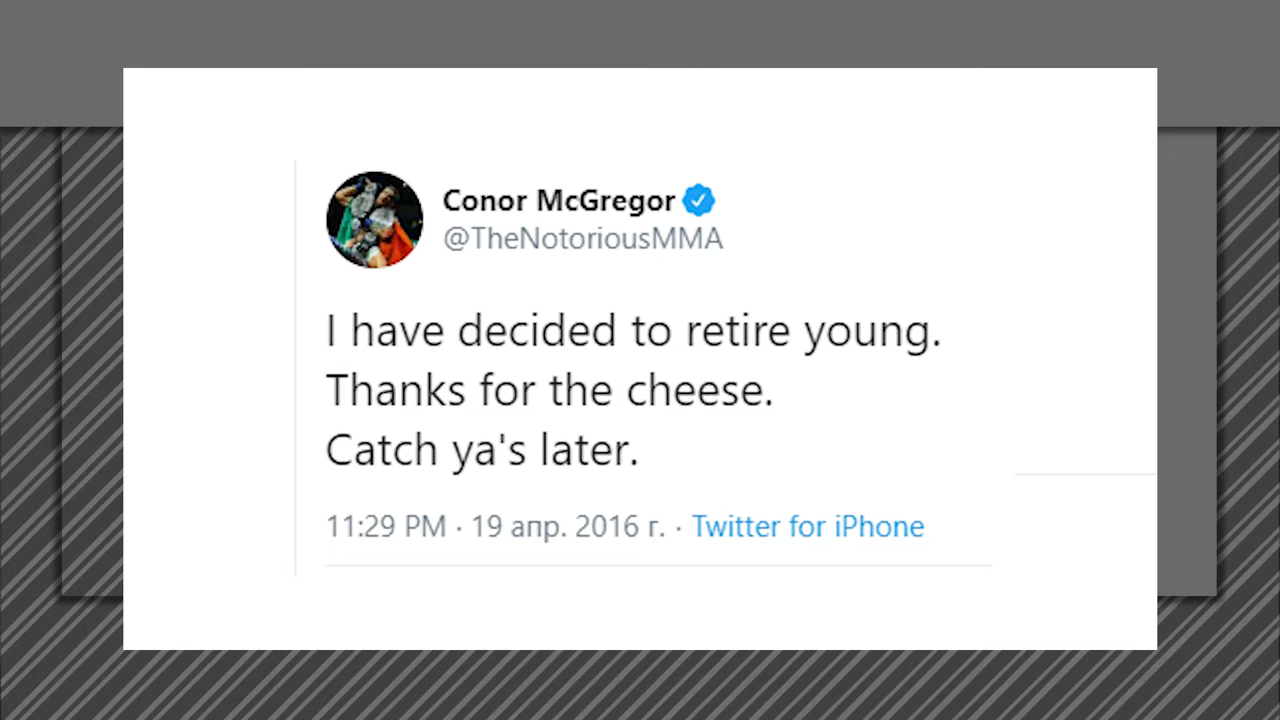 Conor McGregor
@TheNotoriousMMA
I have decided to retire young.
Thanks for the cheese.
Catch ya's later.
11:29 PM · 19 апр. 2016 г. · Twitter for iPhone